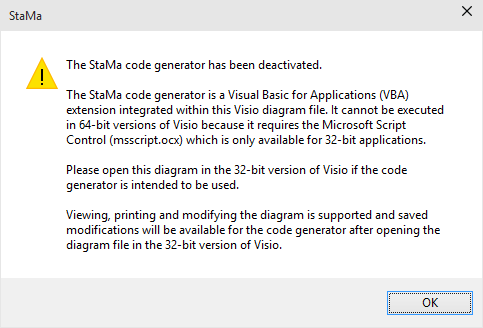 StaMa
The StaMa code generator has been deactivated.
The StaMa code generator is a Visual Basic for Applications (VBA)
extension integrated within this Visio diagram file. It cannot be executed
in 64-bit versions of Visio because it requires the Microsoft Script
Control (msscript.ocx) which is only available for 32-bit applications.
Please open this diagram in the 32-bit version of Visio if the code
generator is intended to be used.
Viewing, printing and modifying the diagram is supported and saved
modifications will be available for the code generator after opening the
diagram file in the 32-bit version of Visio.
OK